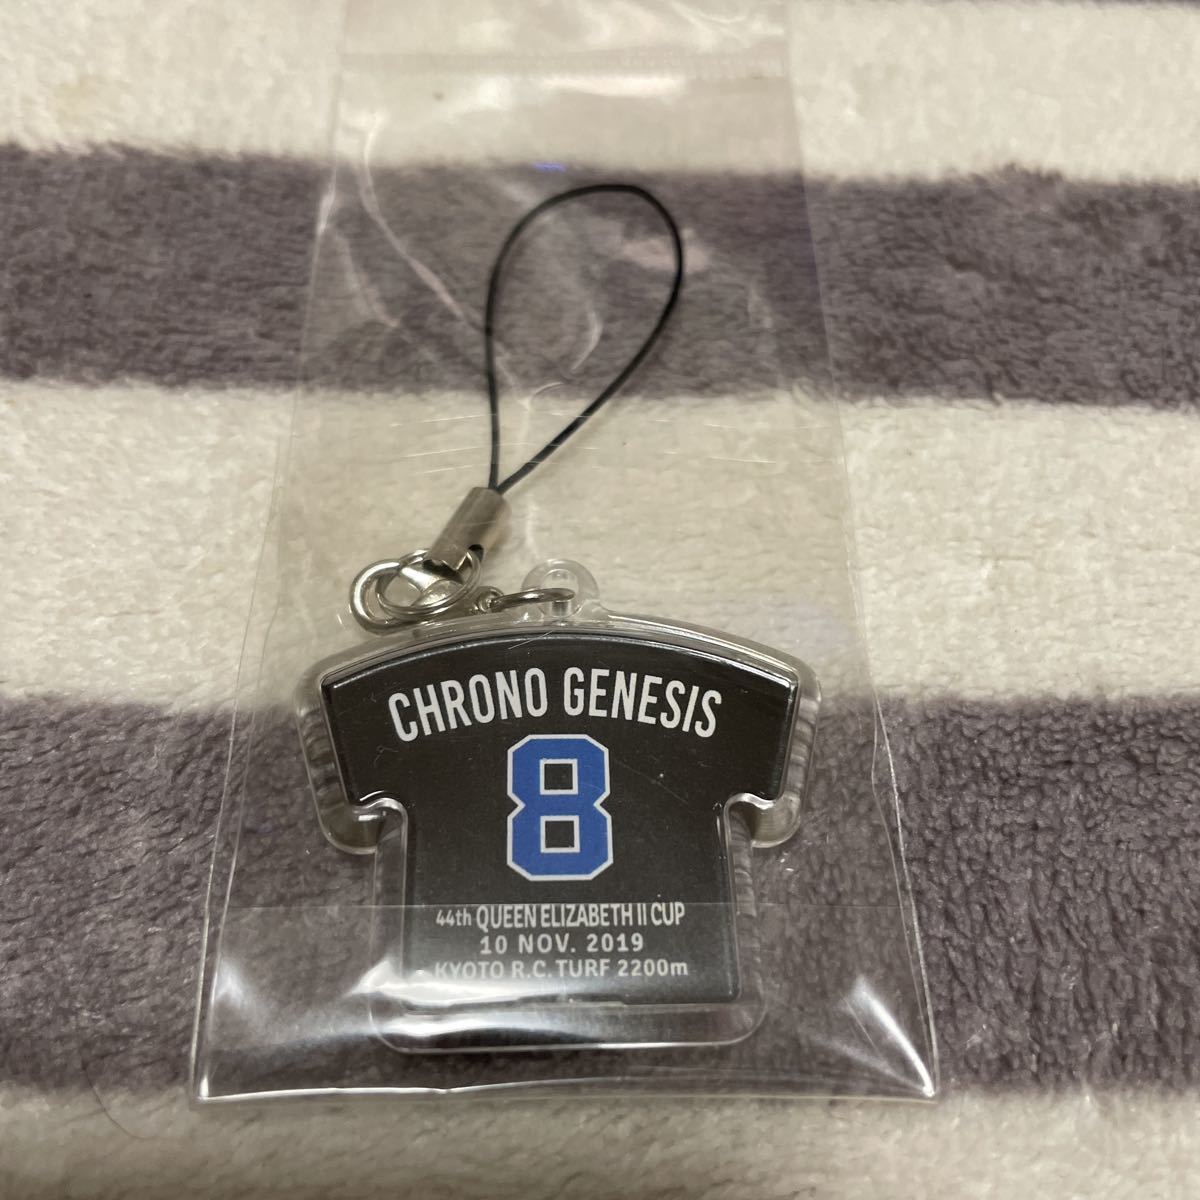 CHRONO GENESIS
8
44th QUEEN ELIZABETH II CUP
10 NOV. 2019
KYOTO R.C. TURF 2200m